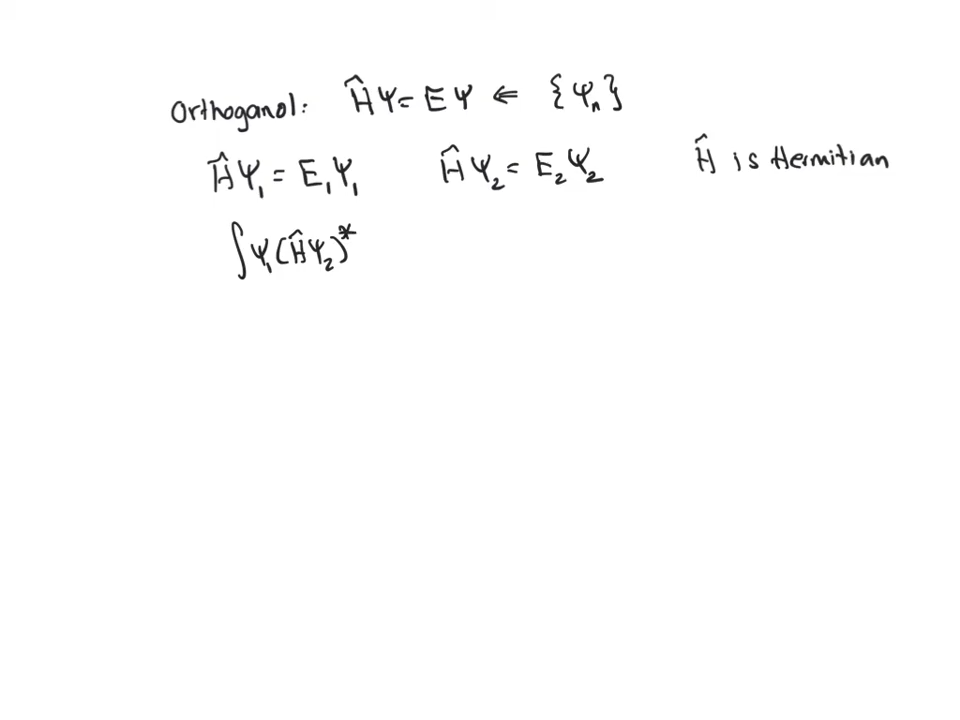 Orthoganol: ĤΨ = EΨ ⇐ {Ψₙ}
ĤΨ₁ = E₁Ψ₁ ĤΨ₂ = E₂Ψ₂ Ĥ is Hermitian
∫Ψ₁(ĤΨ₂)*